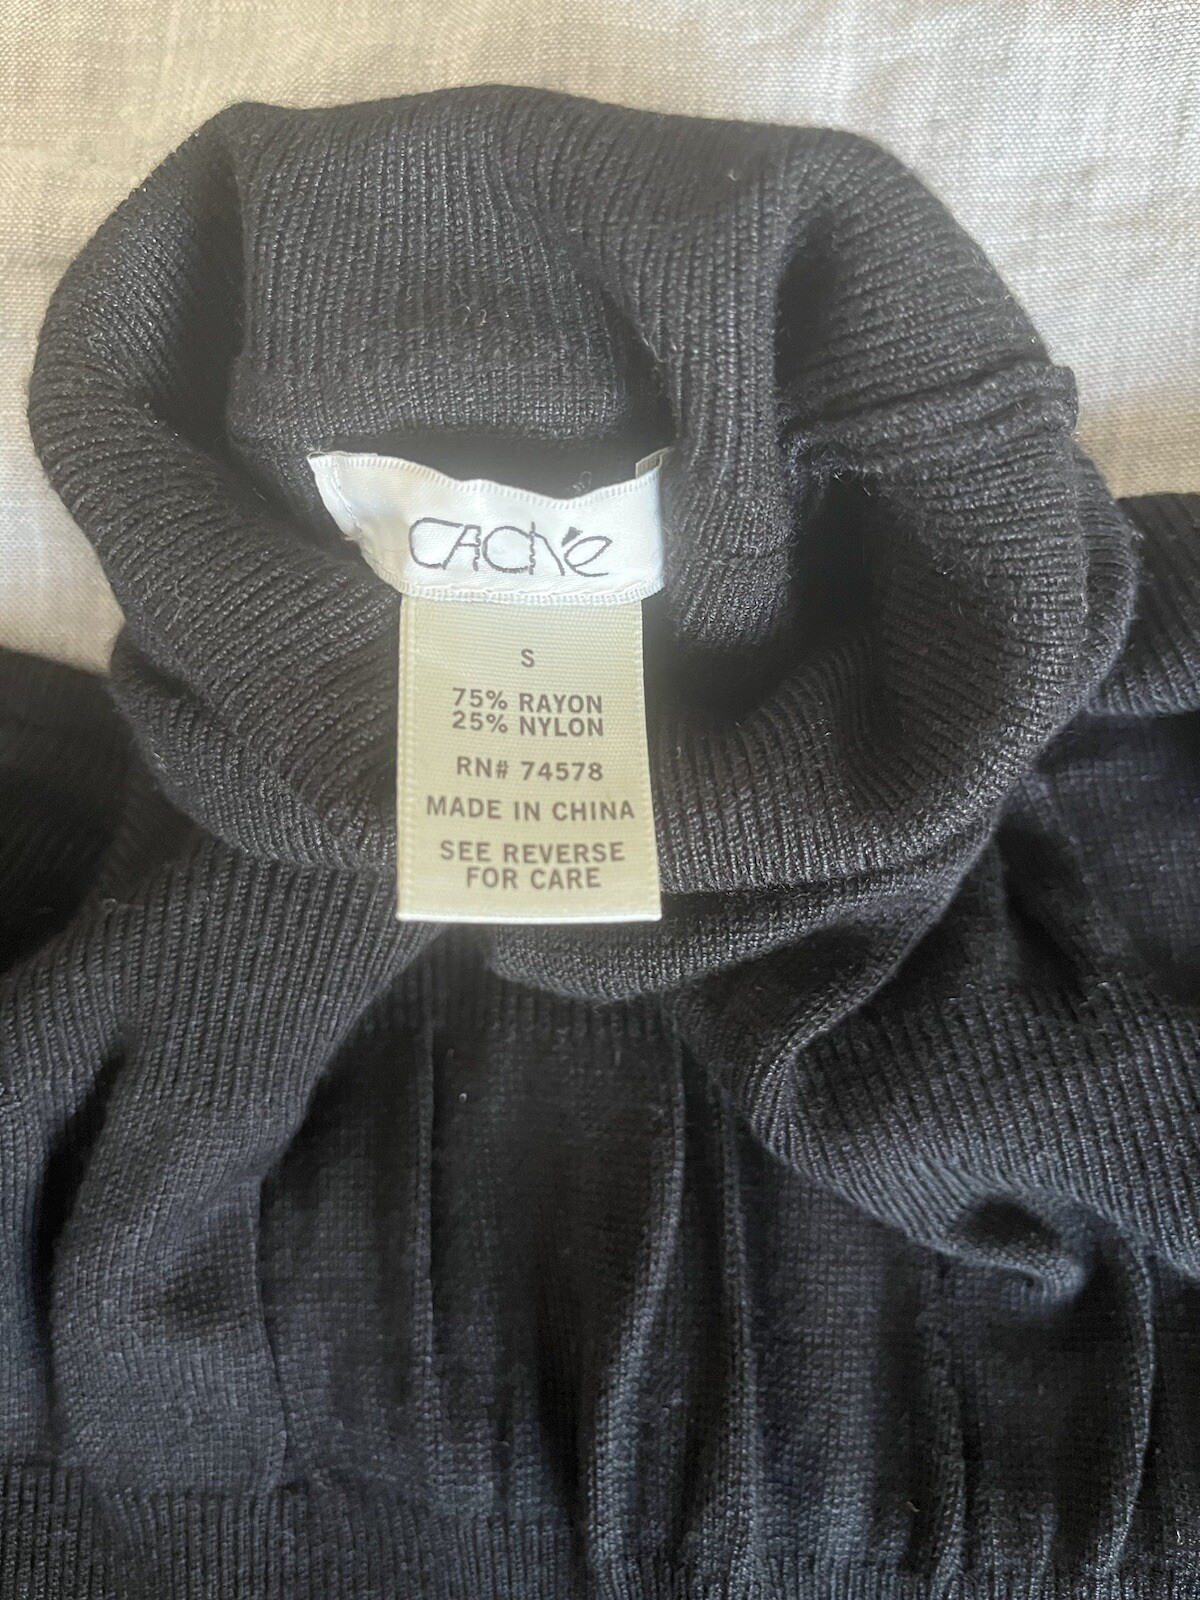 CACHÉ
S
75% RAYON
25% NYLON
RN# 74578
MADE IN CHINA
SEE REVERSE
FOR CARE